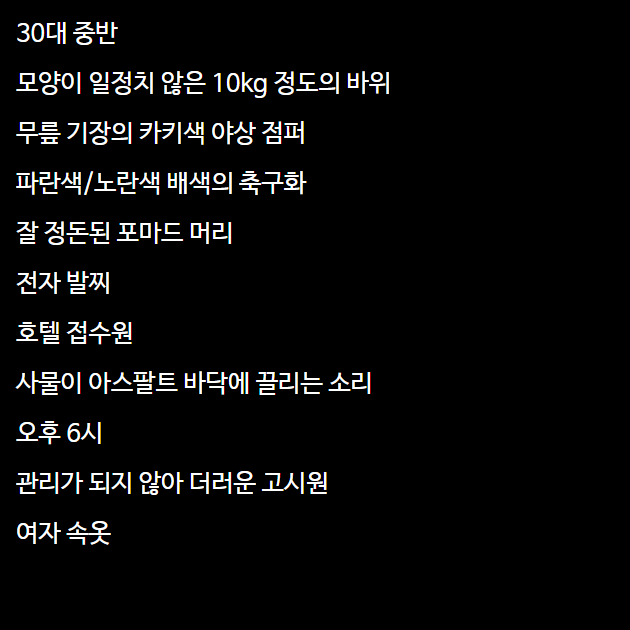 30대 중반
모양이 일정치 않은 10kg 정도의 바위
무릎 기장의 카키색 야상 점퍼
파란색/노란색 배색의 축구화
잘 정돈된 포마드 머리
전자 발찌
호텔 접수원
사물이 아스팔트 바닥에 끌리는 소리
오후 6시
관리가 되지 않아 더러운 고시원
여자 속옷